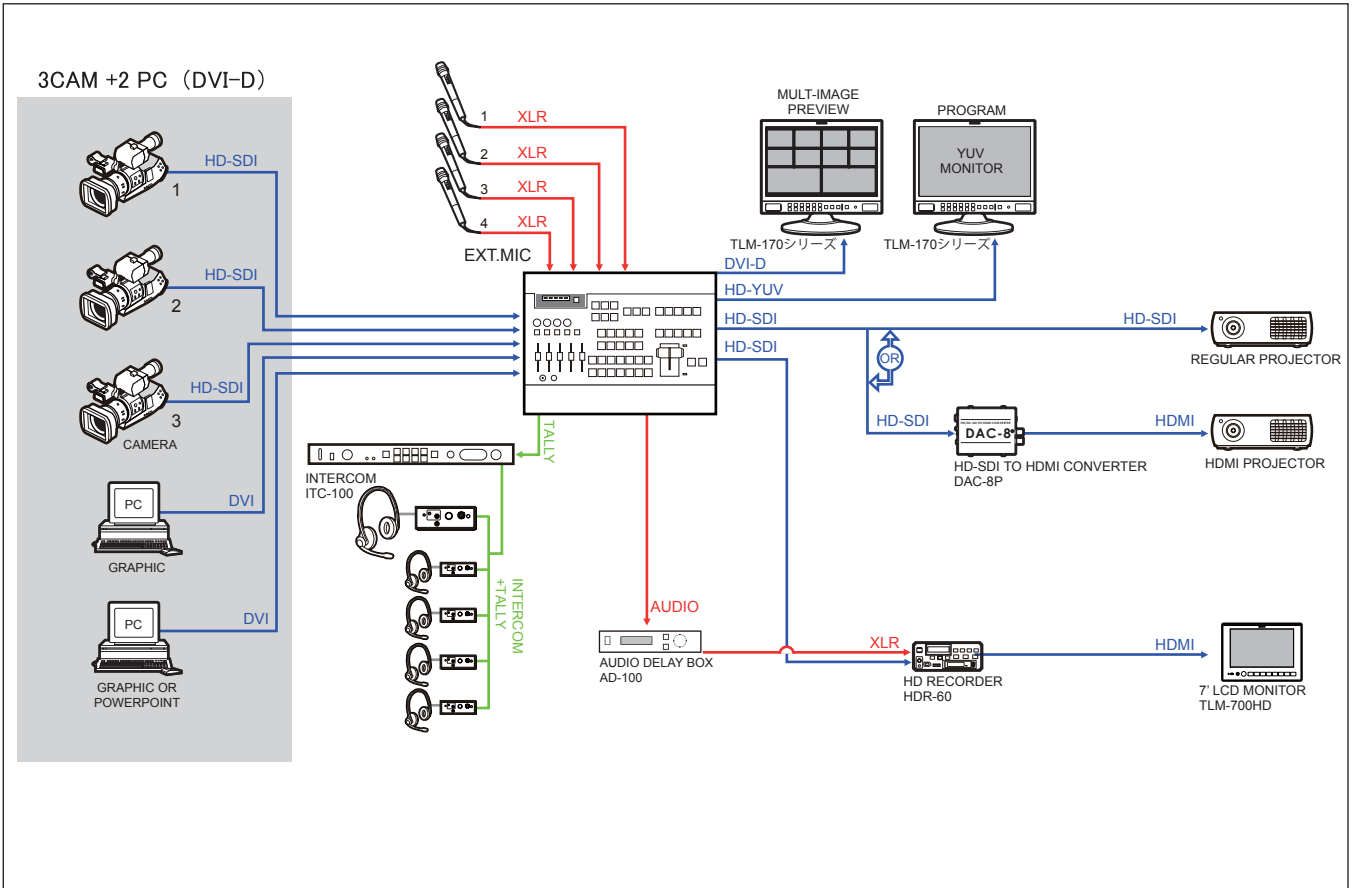 3CAM +2 PC（DVI-D）
HD-SDI
1
HD-SDI
2
HD-SDI
3
CAMERA
PC
DVI
GRAPHIC
PC
DVI
GRAPHIC OR
POWERPOINT
1
XLR
2
XLR
3
XLR
4
XLR
EXT.MIC
MULT-IMAGE
PREVIEW
TLM-170シリーズ
PROGRAM
YUV
MONITOR
TLM-170シリーズ
DVI-D
HD-YUV
HD-SDI
HD-SDI
HD-SDI
REGULAR PROJECTOR
OR
HD-SDI
DAC-8
HD-SDI TO HDMI CONVERTER
DAC-8P
HDMI
HDMI PROJECTOR
TALLY
INTERCOM
ITC-100
INTERCOM
+TALLY
AUDIO
AUDIO DELAY BOX
AD-100
XLR
HD RECORDER
HDR-60
HDMI
7' LCD MONITOR
TLM-700HD